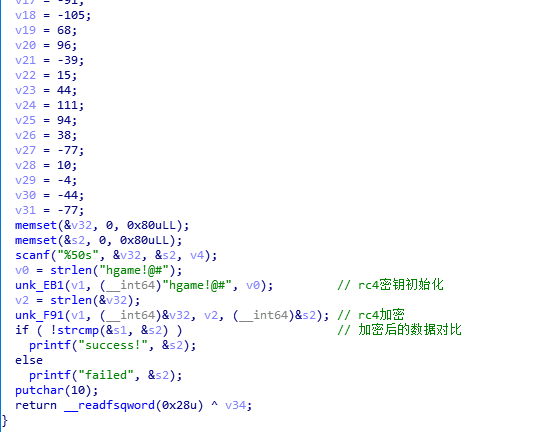 v17 = -91;
v18 = -105;
v19 = 68;
v20 = 96;
v21 = -39;
v22 = 15;
v23 = 44;
v24 = 111;
v25 = 94;
v26 = 38;
v27 = -77;
v28 = 10;
v29 = -4;
v30 = -44;
v31 = -77;
memset(&v32, 0, 0x80uLL);
memset(&s2, 0, 0x80uLL);
scanf("%50s", &v32, &s2, v4);
v0 = strlen("hgame!@#");
unk_EB1(v1, (__int64)"hgame!@#", v0); // rc4密钥初始化
v2 = strlen(&v32);
unk_F91(v1, (__int64)&v32, v2, (__int64)&s2); // rc4加密
if ( !strcmp(&s1, &s2) ) // 加密后的数据对比
printf("success!", &s2);
else
printf("failed", &s2);
putchar(10);
return __readfsqword(0x28u) ^ v34;
}